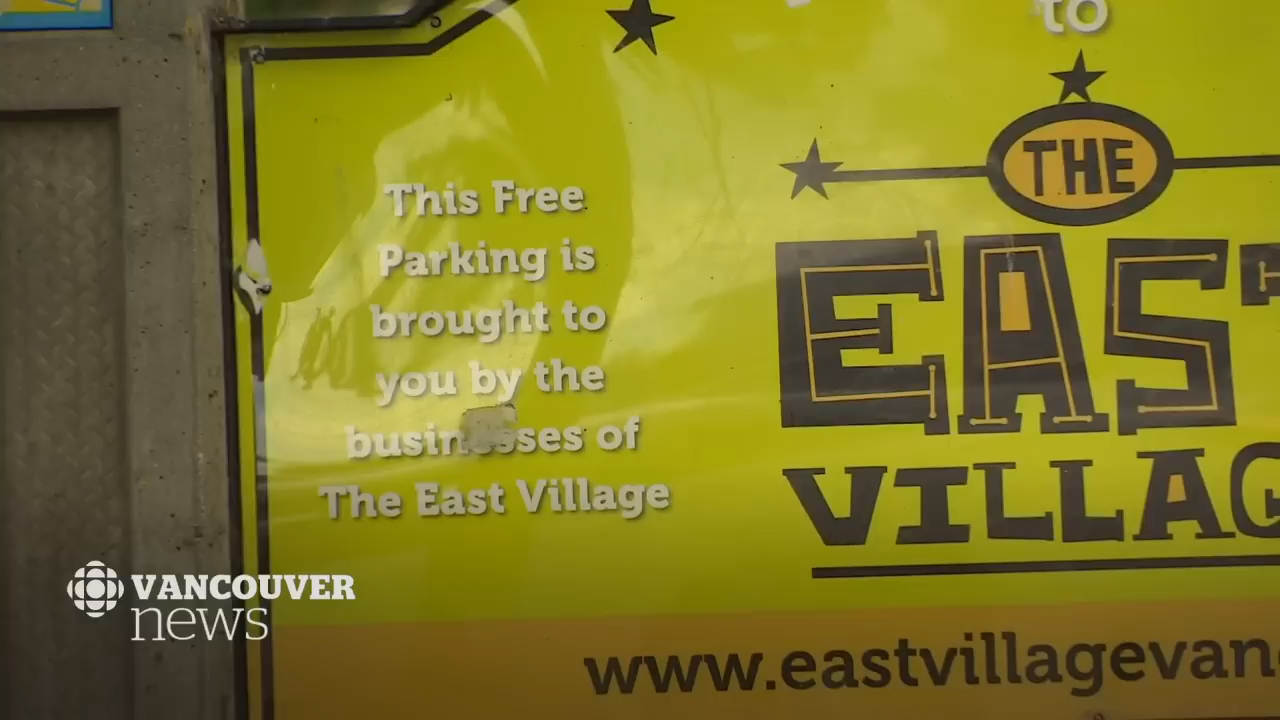 to
This Free
Parking is
brought to
you by the
businesses of
The East Village
THE
EAST
VILLAG
www.eastvillagevan
VANCOUVER
news